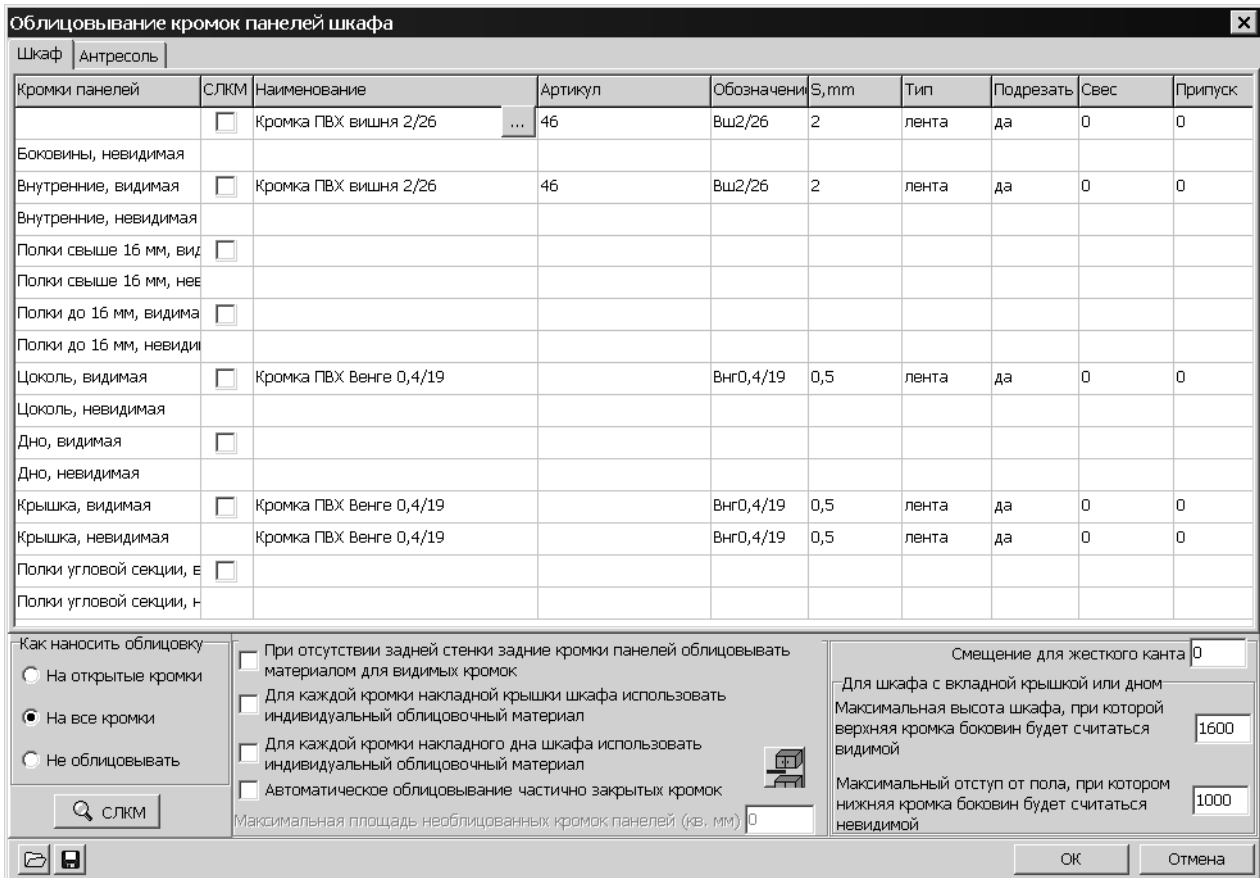 Облицовывание кромок панелей шкафа
Шкаф Антресоль
Кромки панелей СЛКМ Наименование Артикул Обозначени S,mm Тип Подрезать Свес Припуск
Кромка ПВХ вишня 2/26 ... 46 Вш2/26 2 лента да 0 0
Боковины, невидимая
Внутренние, видимая Кромка ПВХ вишня 2/26 46 Вш2/26 2 лента да 0 0
Внутренние, невидимая
Полки свыше 16 мм, вид
Полки свыше 16 мм, нев
Полки до 16 мм, видима
Полки до 16 мм, невиди
Цоколь, видимая Кромка ПВХ Венге 0,4/19 Внг0,4/19 0,5 лента да 0 0
Цоколь, невидимая
Дно, видимая
Дно, невидимая
Крышка, видимая Кромка ПВХ Венге 0,4/19 Внг0,4/19 0,5 лента да 0 0
Крышка, невидимая Кромка ПВХ Венге 0,4/19 Внг0,4/19 0,5 лента да 0 0
Полки угловой секции, в
Полки угловой секции, н
Как наносить облицовку
На открытые кромки
На все кромки
Не облицовывать
СЛКМ
При отсутствии задней стенки задние кромки панелей облицовывать
материалом для видимых кромок
Для каждой кромки накладной крышки шкафа использовать
индивидуальный облицовочный материал
Для каждой кромки накладного дна шкафа использовать
индивидуальный облицовочный материал
Автоматическое облицовывание частично закрытых кромок
Максимальная площадь необлицованных кромок панелей (кв. мм) 0
Смещение для жесткого канта 0
Для шкафа с вкладной крышкой или дном
Максимальная высота шкафа, при которой
верхняя кромка боковин будет считаться 1600
видимой
Максимальный отступ от пола, при котором
нижняя кромка боковин будет считаться 1000
невидимой
ОК Отмена